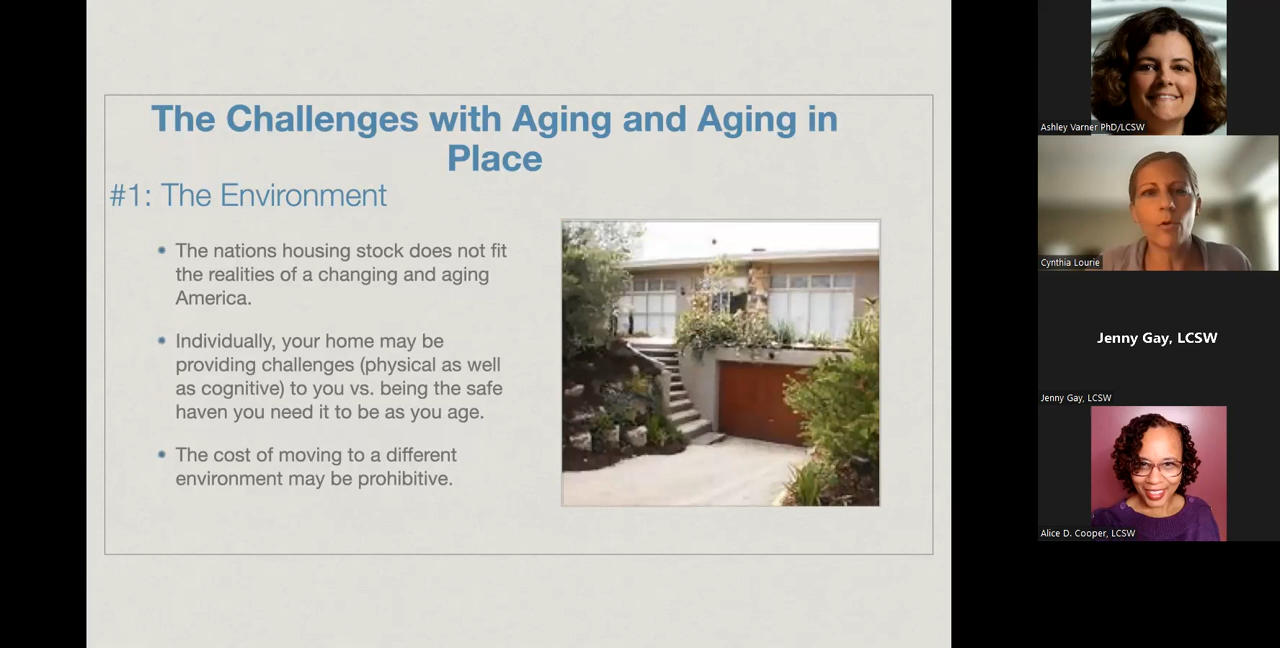 The Challenges with Aging and Aging in
Place
#1: The Environment
The nations housing stock does not fit
the realities of a changing and aging
America.
Individually, your home may be
providing challenges (physical as well
as cognitive) to you vs. being the safe
haven you need it to be as you age.
The cost of moving to a different
environment may be prohibitive.
Ashley Varner PhD/LCSW
Cynthia Lourie
Jenny Gay, LCSW
Jenny Gay, LCSW
Alice D. Cooper, LCSW